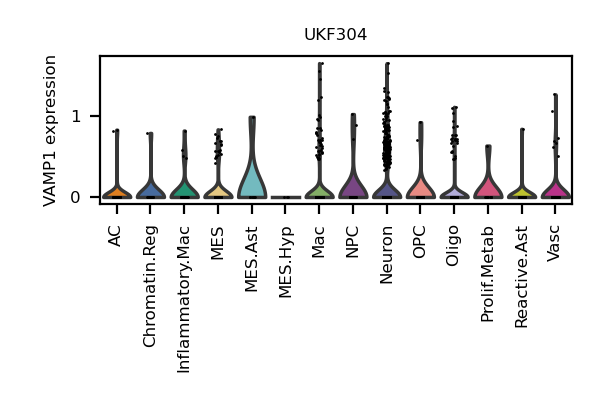 UKF304
VAMP1 expression
1
0
AC
Chromatin.Reg
Inflammatory.Mac
MES
MES.Ast
MES.Hyp
Mac
NPC
Neuron
OPC
Oligo
Prolif.Metab
Reactive.Ast
Vasc